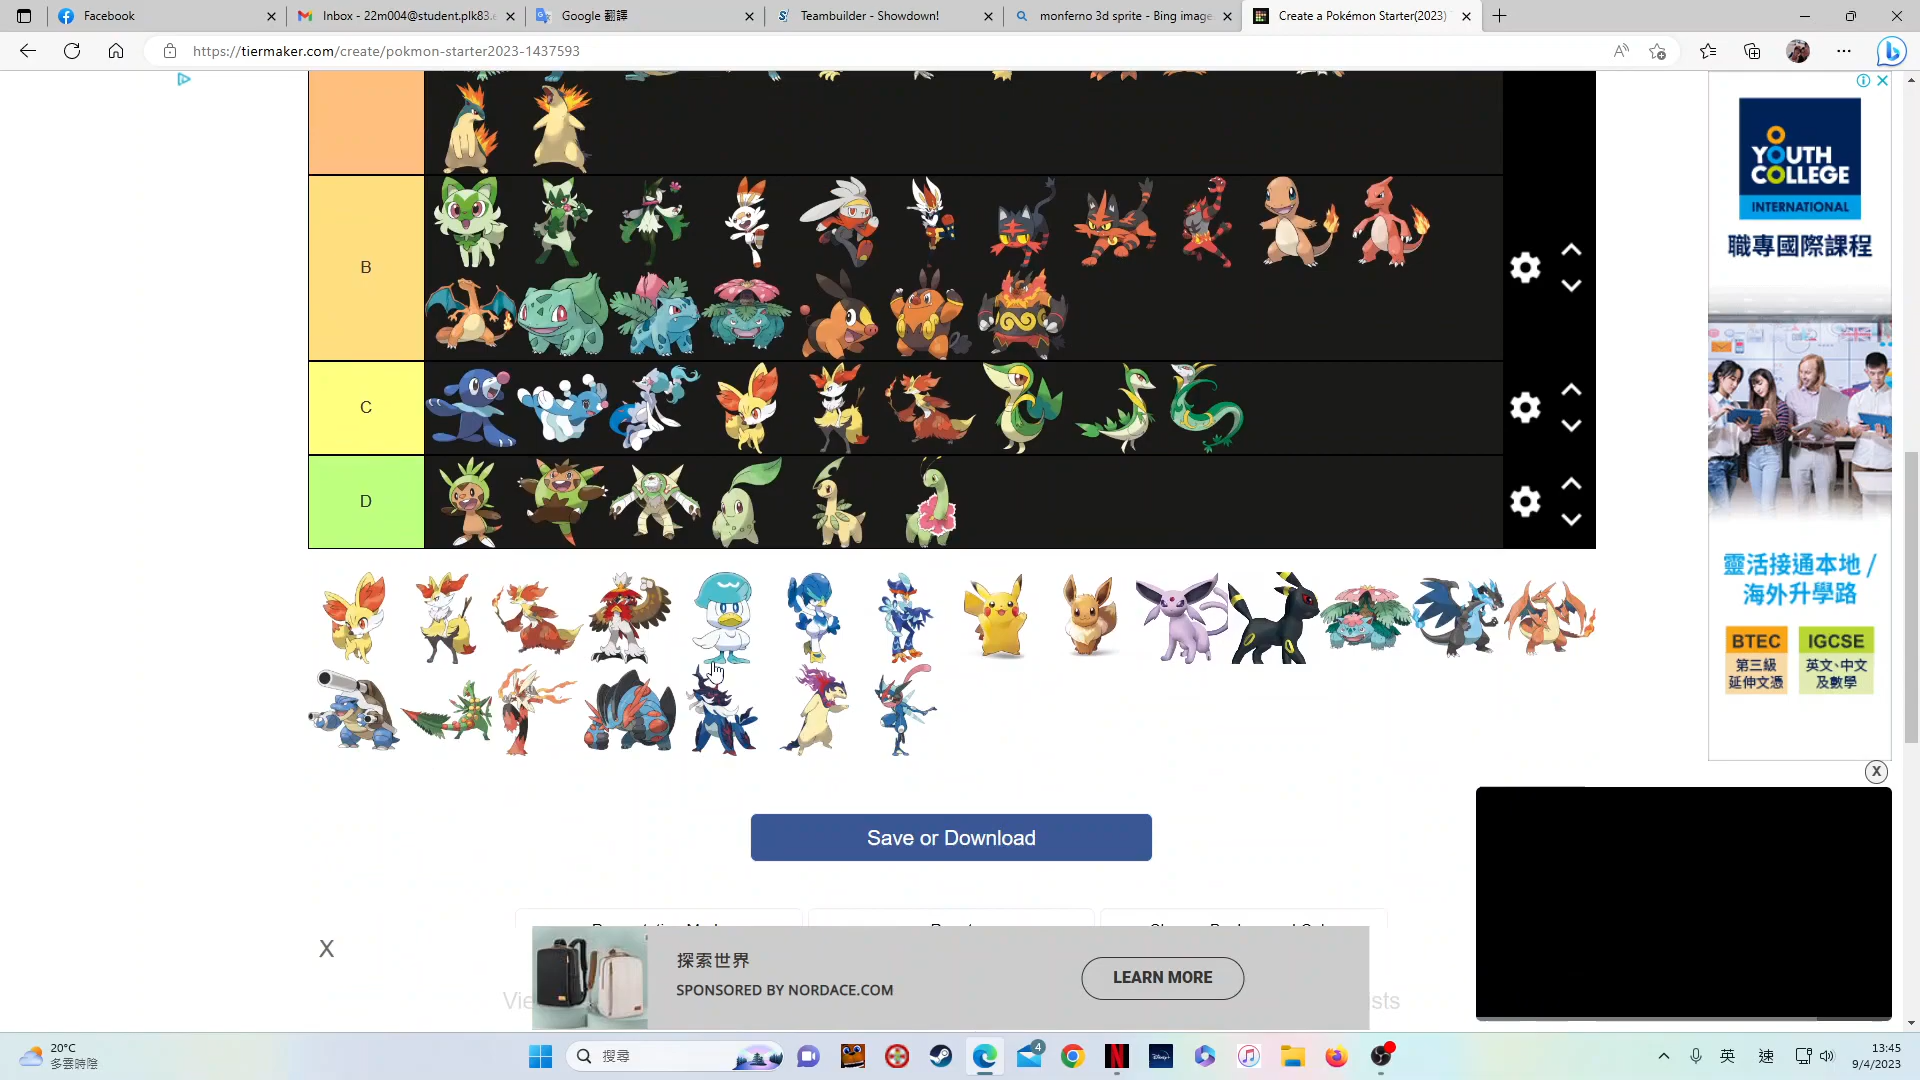 Facebook
Inbox - 22m004@student.plk83.e
Google 翻譯
Teambuilder - Showdown!
monferno 3d sprite - Bing image
Create a Pokémon Starter(2023)
https://tiermaker.com/create/pokmon-starter2023-1437593
B
C
D
YOUTH
COLLEGE
INTERNATIONAL
職專國際課程
靈活接通本地 /
海外升學路
BTEC
第三級
延伸文憑
IGCSE
英文、中文
及數學
X
Save or Download
X
探索世界
SPONSORED BY NORDACE.COM
LEARN MORE
20°C
多雲時陰
搜尋
4
英
速
13:45
9/4/2023